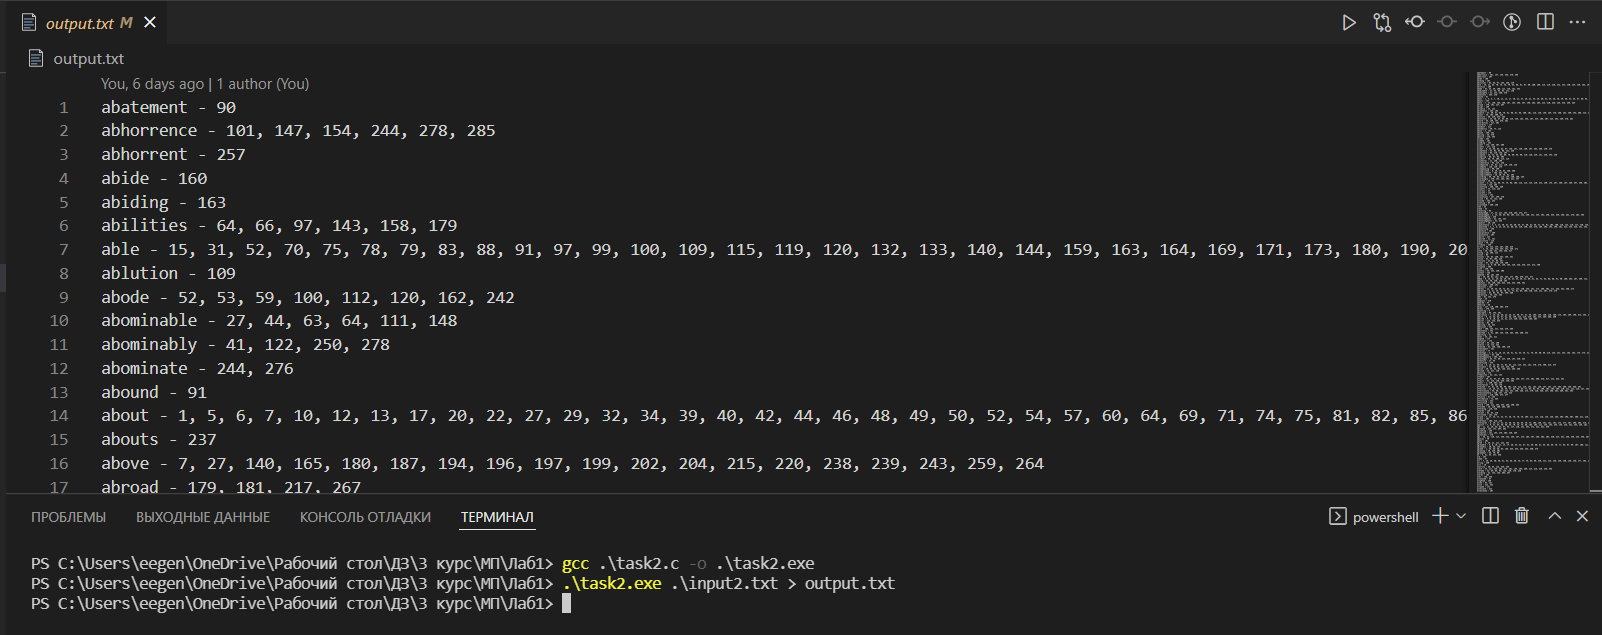 output.txt M
output.txt
You, 6 days ago | 1 author (You)
1 abatement - 90
2 abhorrence - 101, 147, 154, 244, 278, 285
3 abhorrent - 257
4 abide - 160
5 abiding - 163
6 abilities - 64, 66, 97, 143, 158, 179
7 able - 15, 31, 52, 70, 75, 78, 79, 83, 88, 91, 97, 99, 100, 109, 115, 119, 120, 132, 133, 140, 144, 159, 163, 164, 169, 171, 173, 180, 190, 20
8 ablution - 109
9 abode - 52, 53, 59, 100, 112, 120, 162, 242
10 abominable - 27, 44, 63, 64, 111, 148
11 abominably - 41, 122, 250, 278
12 abominate - 244, 276
13 abound - 91
14 about - 1, 5, 6, 7, 10, 12, 13, 17, 20, 22, 27, 29, 32, 34, 39, 40, 42, 44, 46, 48, 49, 50, 52, 54, 57, 60, 64, 69, 71, 74, 75, 81, 82, 85, 86
15 abouts - 237
16 above - 7, 27, 140, 165, 180, 187, 194, 196, 197, 199, 202, 204, 215, 220, 238, 239, 243, 259, 264
17 abroad - 179, 181, 217, 267
ПРОБЛЕМЫ ВЫХОДНЫЕ ДАННЫЕ КОНСОЛЬ ОТЛАДКИ ТЕРМИНАЛ powershell
PS C:\Users\eegen\OneDrive\Рабочий стол\ДЗ\3 курс\МП\Лаб1> gcc .\task2.c -o .\task2.exe
PS C:\Users\eegen\OneDrive\Рабочий стол\ДЗ\3 курс\МП\Лаб1> .\task2.exe .\input2.txt > output.txt
PS C:\Users\eegen\OneDrive\Рабочий стол\ДЗ\3 курс\МП\Лаб1>